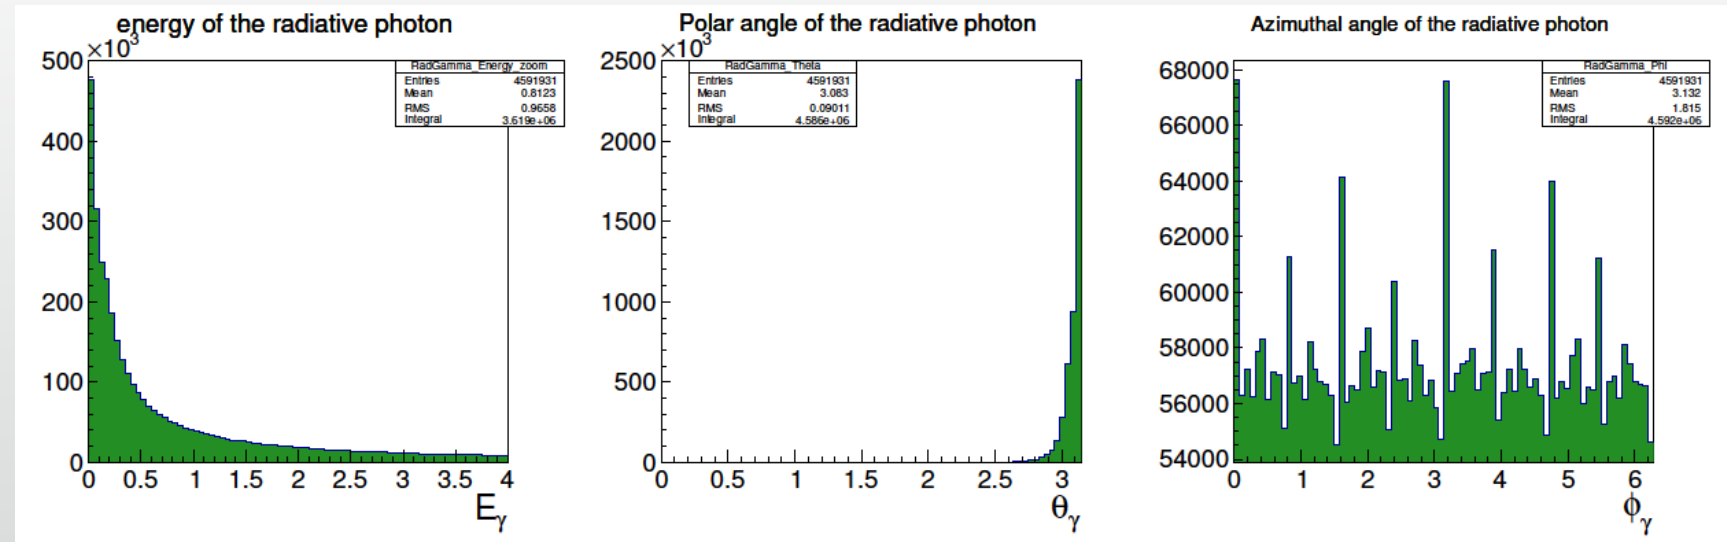 energy of the radiative photon
×10³
500
400
300
200
100
0
RadGamma_Energy_zoom
Entries 4591931
Mean 0.8123
RMS 0.9658
Integral 3.619e+06
0 0.5 1 1.5 2 2.5 3 3.5 4
Eγ
Polar angle of the radiative photon
×10³
2500
2000
1500
1000
500
0
RadGamma_Theta
Entries 4591931
Mean 3.083
RMS 0.09011
Integral 4.586e+06
0 0.5 1 1.5 2 2.5 3
θγ
Azimuthal angle of the radiative photon
68000
66000
64000
62000
60000
58000
56000
54000
RadGamma_Phi
Entries 4591931
Mean 3.132
RMS 1.815
Integral 4.592e+06
0 1 2 3 4 5 6
ϕγ